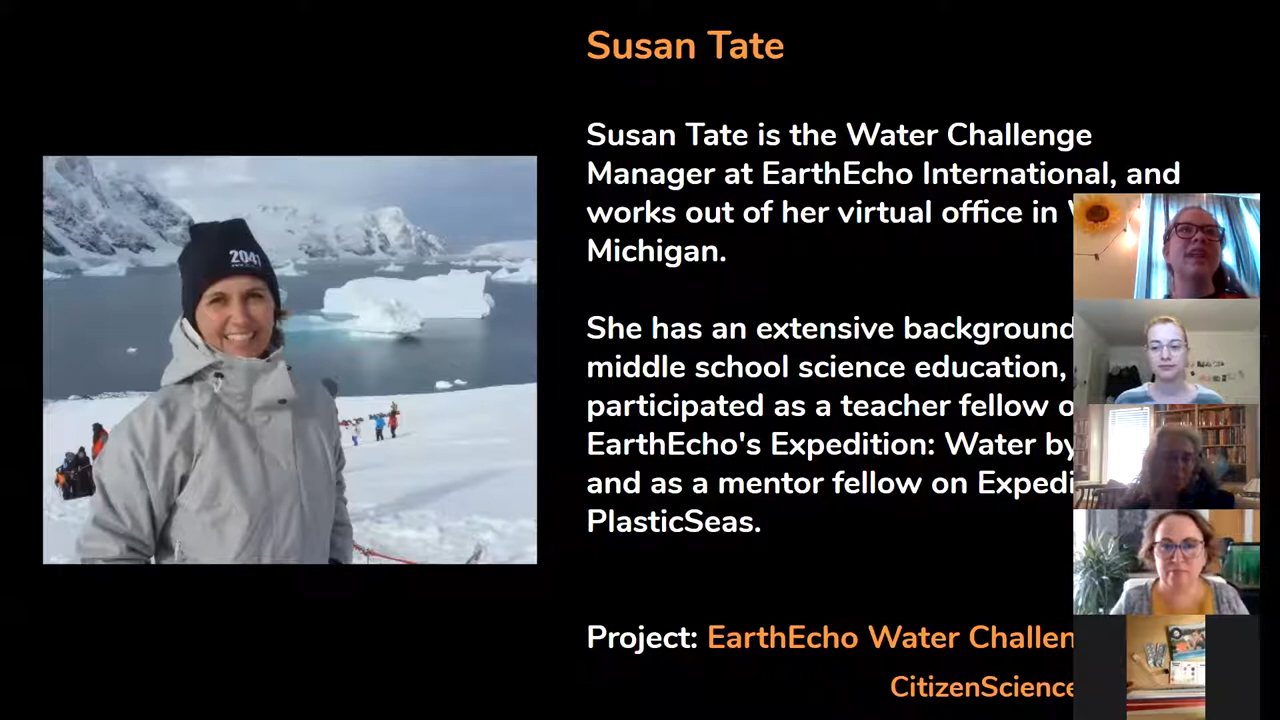 Susan Tate
Susan Tate is the Water Challenge
Manager at EarthEcho International, and
works out of her virtual office in
Michigan.
She has an extensive background
middle school science education,
participated as a teacher fellow
EarthEcho's Expedition: Water by
and as a mentor fellow on
PlasticSeas.
Project: EarthEcho Water
CitizenScience
2041